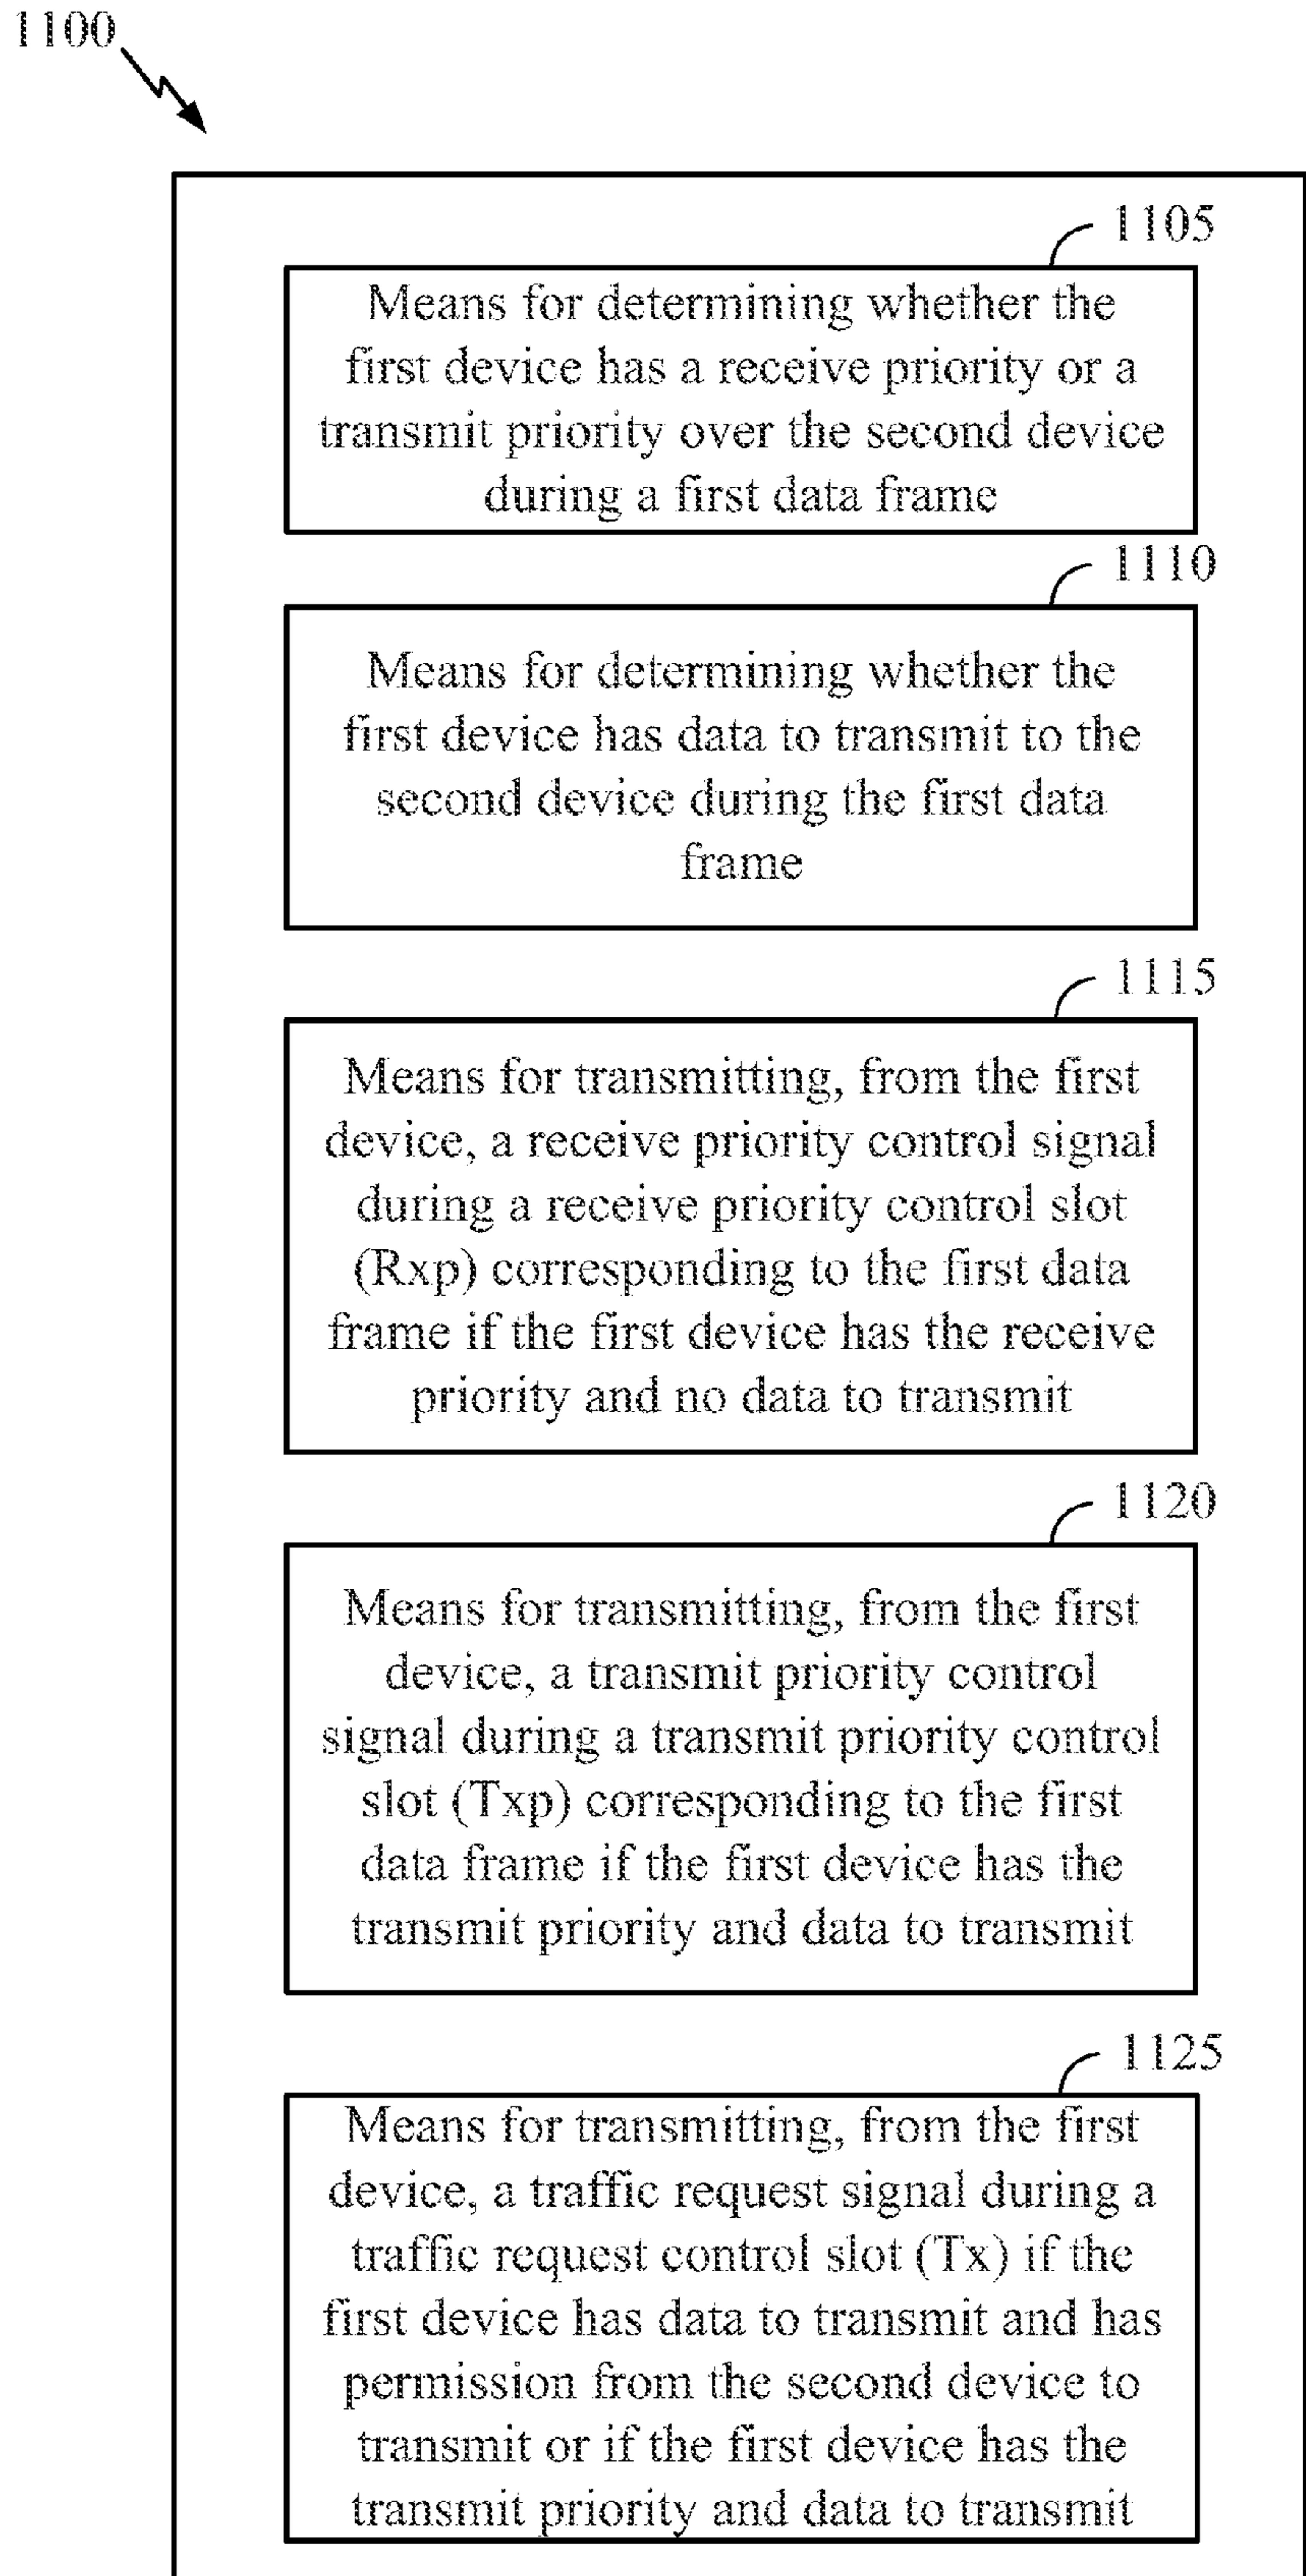 1100
1105
Means for determining whether the
first device has a receive priority or a
transmit priority over the second device
during a first data frame
1110
Means for determining whether the
first device has data to transmit to the
second device during the first data
frame
1115
Means for transmitting, from the first
device, a receive priority control signal
during a receive priority control slot
(Rxp) corresponding to the first data
frame if the first device has the receive
priority and no data to transmit
1120
Means for transmitting, from the first
device, a transmit priority control
signal during a transmit priority control
slot (Txp) corresponding to the first
data frame if the first device has the
transmit priority and data to transmit
1125
Means for transmitting, from the first
device, a traffic request signal during a
traffic request control slot (Tx) if the
first device has data to transmit and has
permission from the second device to
transmit or if the first device has the
transmit priority and data to transmit